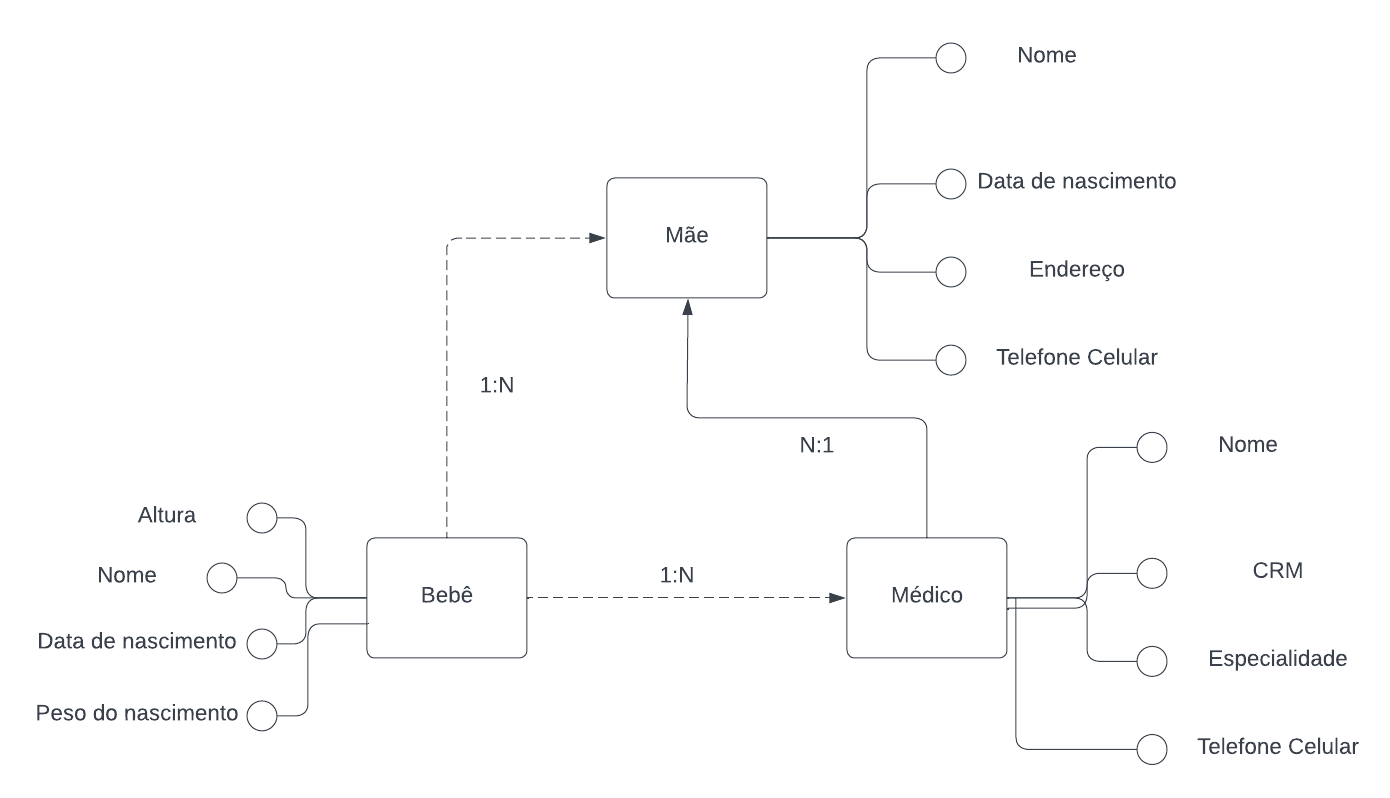 Nome
Data de nascimento
Mãe
Endereço
Telefone Celular
1:N
N:1
Nome
Altura
Nome
1:N
CRM
Bebê
Médico
Data de nascimento
Especialidade
Peso do nascimento
Telefone Celular